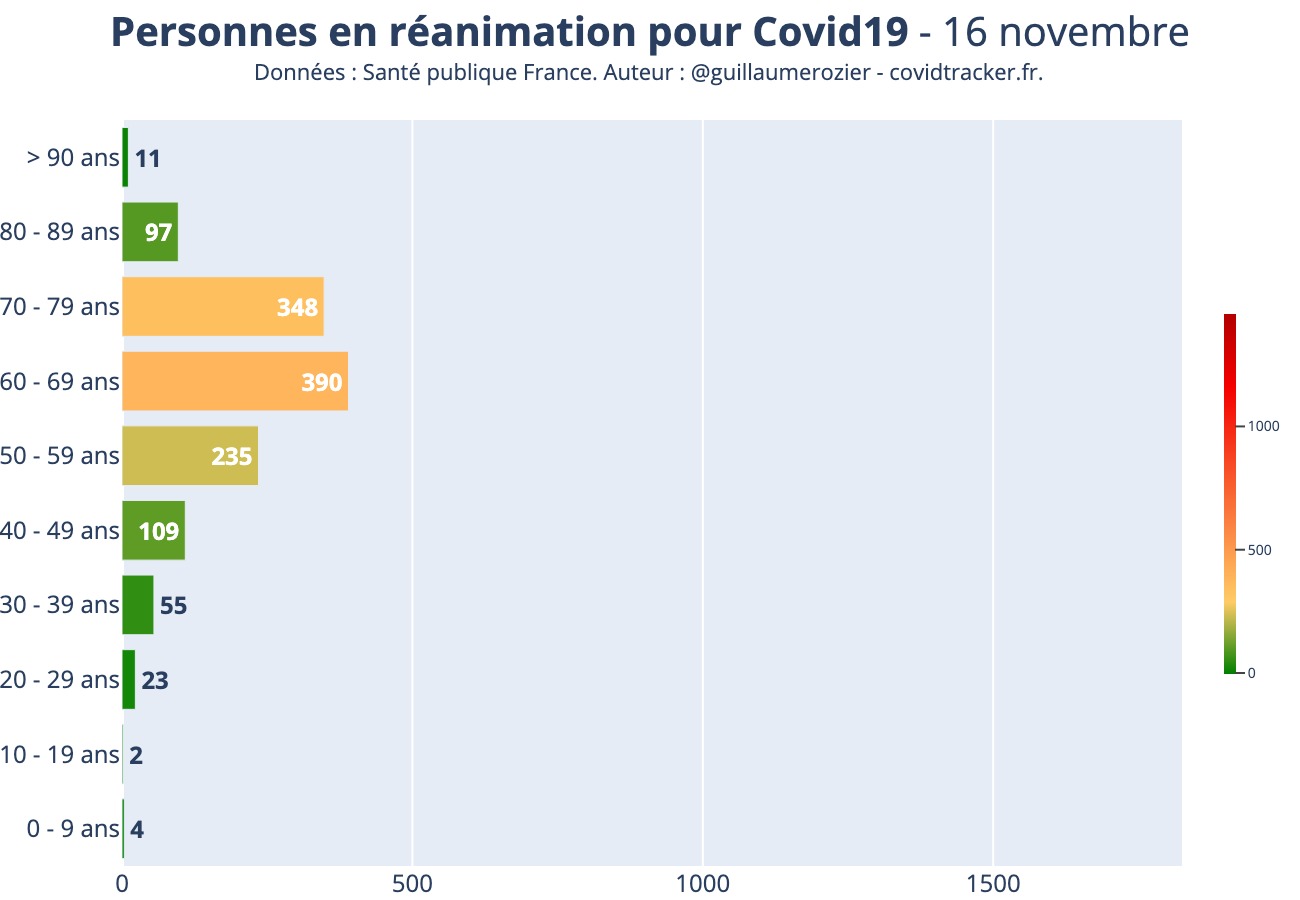 Personnes en réanimation pour Covid19 - 16 novembre
Données : Santé publique France. Auteur : @guillaumerozier - covidtracker.fr.
> 90 ans 11
80 - 89 ans 97
70 - 79 ans 348
60 - 69 ans 390
50 - 59 ans 235
40 - 49 ans 109
30 - 39 ans 55
20 - 29 ans 23
10 - 19 ans 2
0 - 9 ans 4
0 500 1000 1500
1000
500
0